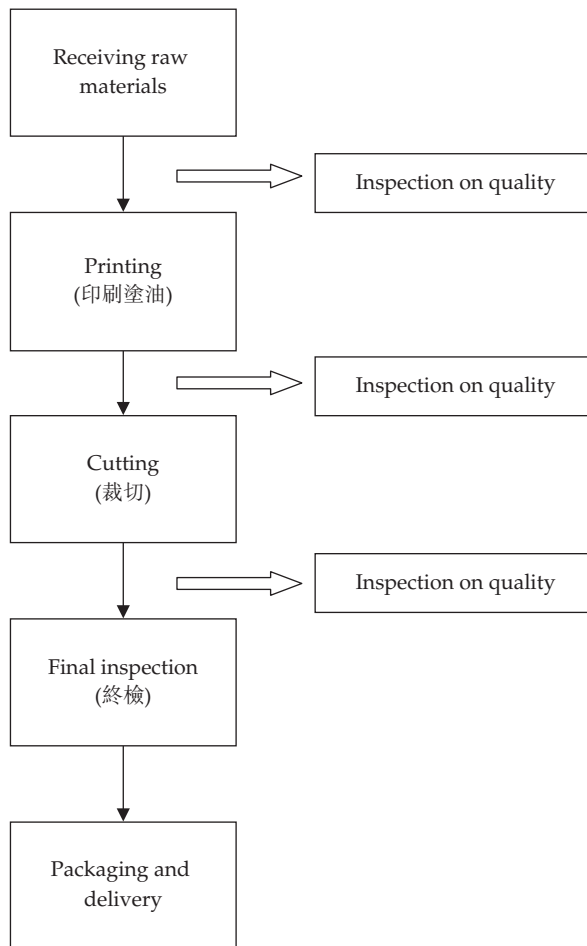 Receiving raw
materials
Inspection on quality
Printing
(印刷塗油)
Inspection on quality
Cutting
(裁切)
Inspection on quality
Final inspection
(終檢)
Packaging and
delivery